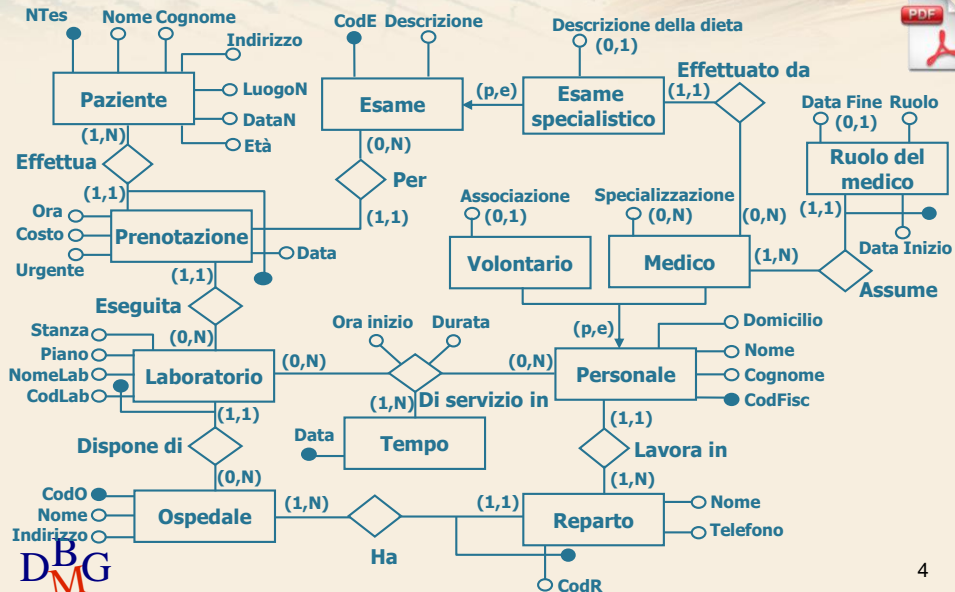 NTes
Nome Cognome
Indirizzo
Paziente
LuogoN
DataN
Età
(1,N)
Effettua
(1,1)
CodE Descrizione
Esame
(0,N)
Per
(1,1)
(p,e)
Descrizione della dieta
(0,1)
Esame
specialistico
(1,1)
Effettuato da
(0,N)
PDF
Data Fine Ruolo
(0,1)
Ruolo del
medico
(1,1)
Data Inizio
Assume
(1,N)
Ora
Costo
Urgente
Prenotazione
Data
(1,1)
Eseguita
(0,N)
Associazione
(0,1)
Volontario
Specializzazione
(0,N)
Medico
(p,e)
Stanza
Piano
NomeLab
CodLab
Laboratorio
(1,1)
(0,N)
Ora inizio Durata
(0,N)
(1,N)
Di servizio in
Data
Tempo
Personale
Domicilio
Nome
Cognome
CodFisc
(1,1)
Lavora in
(1,N)
Dispone di
(0,N)
CodO
Nome
Indirizzo
Ospedale
(1,N)
Ha
(1,1)
Reparto
Nome
Telefono
CodR
DBMG
4